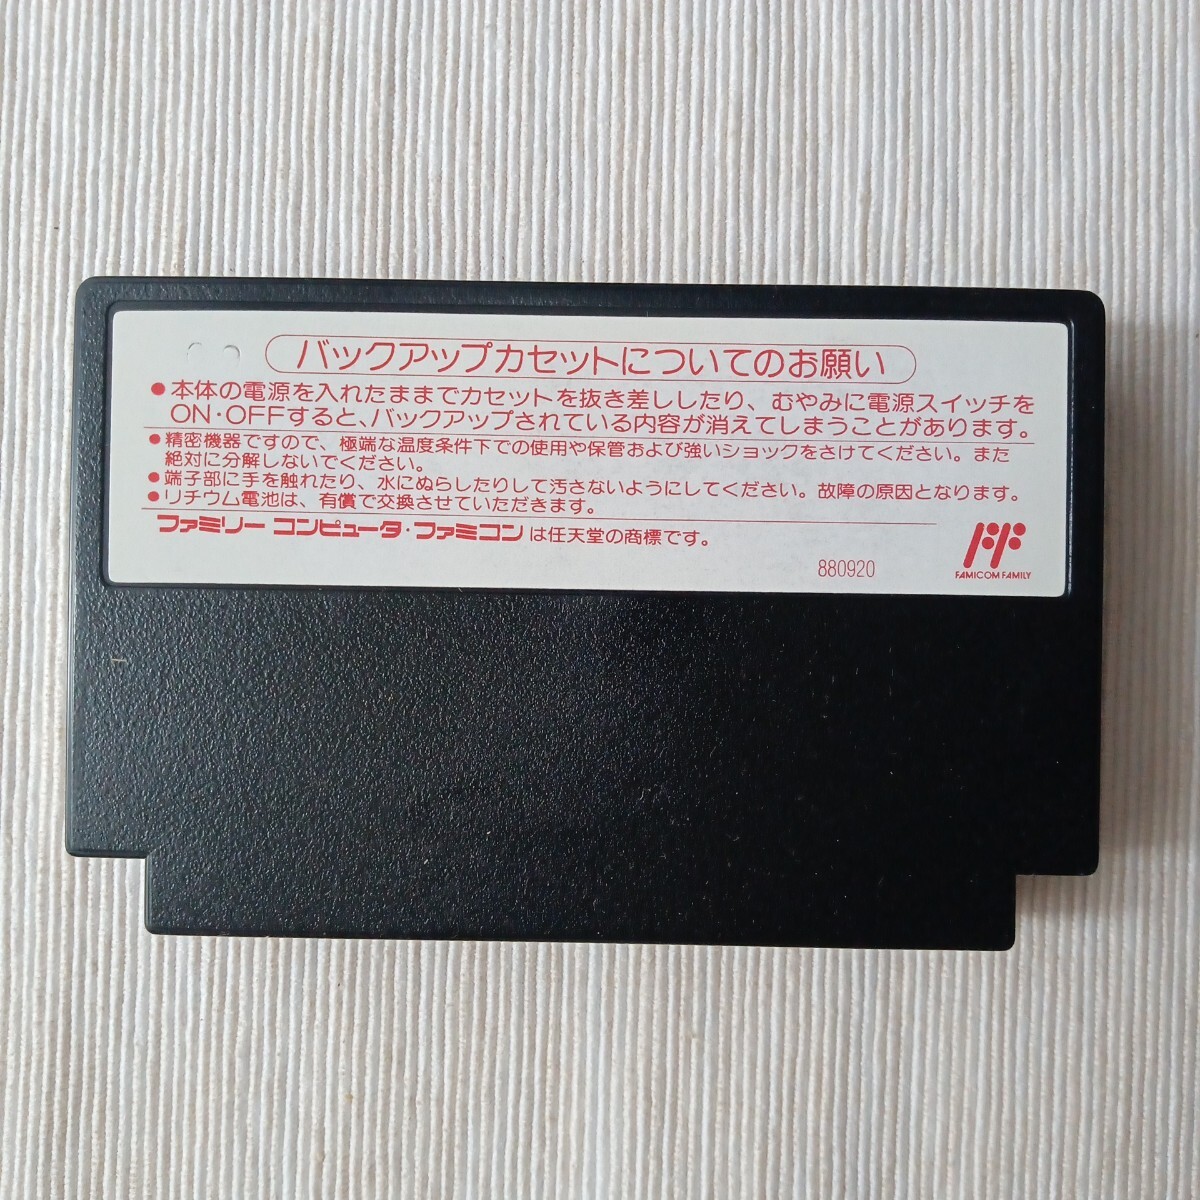 バックアップカセットについてのお願い
●本体の電源を入れたままでカセットを抜き差ししたり、むやみに電源スイッチを
ON・OFFすると、バックアップされている内容が消えてしまうことがあります。
●精密機器ですので、極端な温度条件下での使用や保管および強いショックをさけてください。また
絶対に分解しないでください。
●端子部に手を触れたり、水にぬらしたりして汚さないようにしてください。故障の原因となります。
●リチウム電池は、有償で交換させていただきます。
ファミリーコンピュータ・ファミコンは任天堂の商標です。
880920
FAMICOM FAMILY